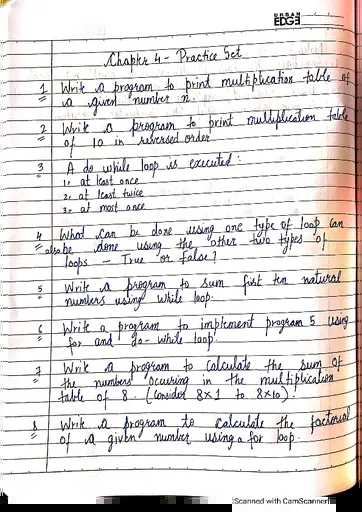 URBAN
EDGE
Chapter 4 - Practice Set
1 Write a program to print multiplication table of
a given number n.
2 Write a program to print multiplication table
of 10 in reversed order
3 A do while loop is executed:
1. at least once
2. at least twice
3. at most once
4 What can be done using one type of loop can
also be done using the other two types of
loops - True or False?
5 Write a program to sum first ten natural
numbers using while loop.
6 Write a program to implement program 5 using
for and do-while loop.
7 Write a program to calculate the sum of
the numbers occuring in the multiplication
table of 8. (consider 8x1 to 8x10).
8 Write a program to calculate the factorial
of a given number using a for loop.
Scanned with CamScanner